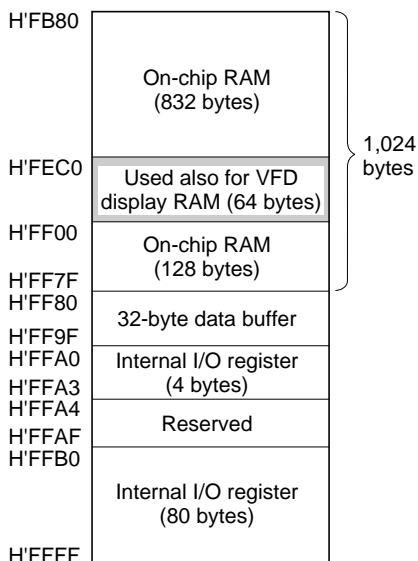 H'FB80
On-chip RAM
(832 bytes)
1,024
bytes
H'FEC0
Used also for VFD
display RAM (64 bytes)
H'FF00
On-chip RAM
(128 bytes)
H'FF7F
H'FF80
32-byte data buffer
H'FF9F
H'FFA0
Internal I/O register
(4 bytes)
H'FFA3
H'FFA4
Reserved
H'FFAF
H'FFB0
Internal I/O register
(80 bytes)
H'FFFF